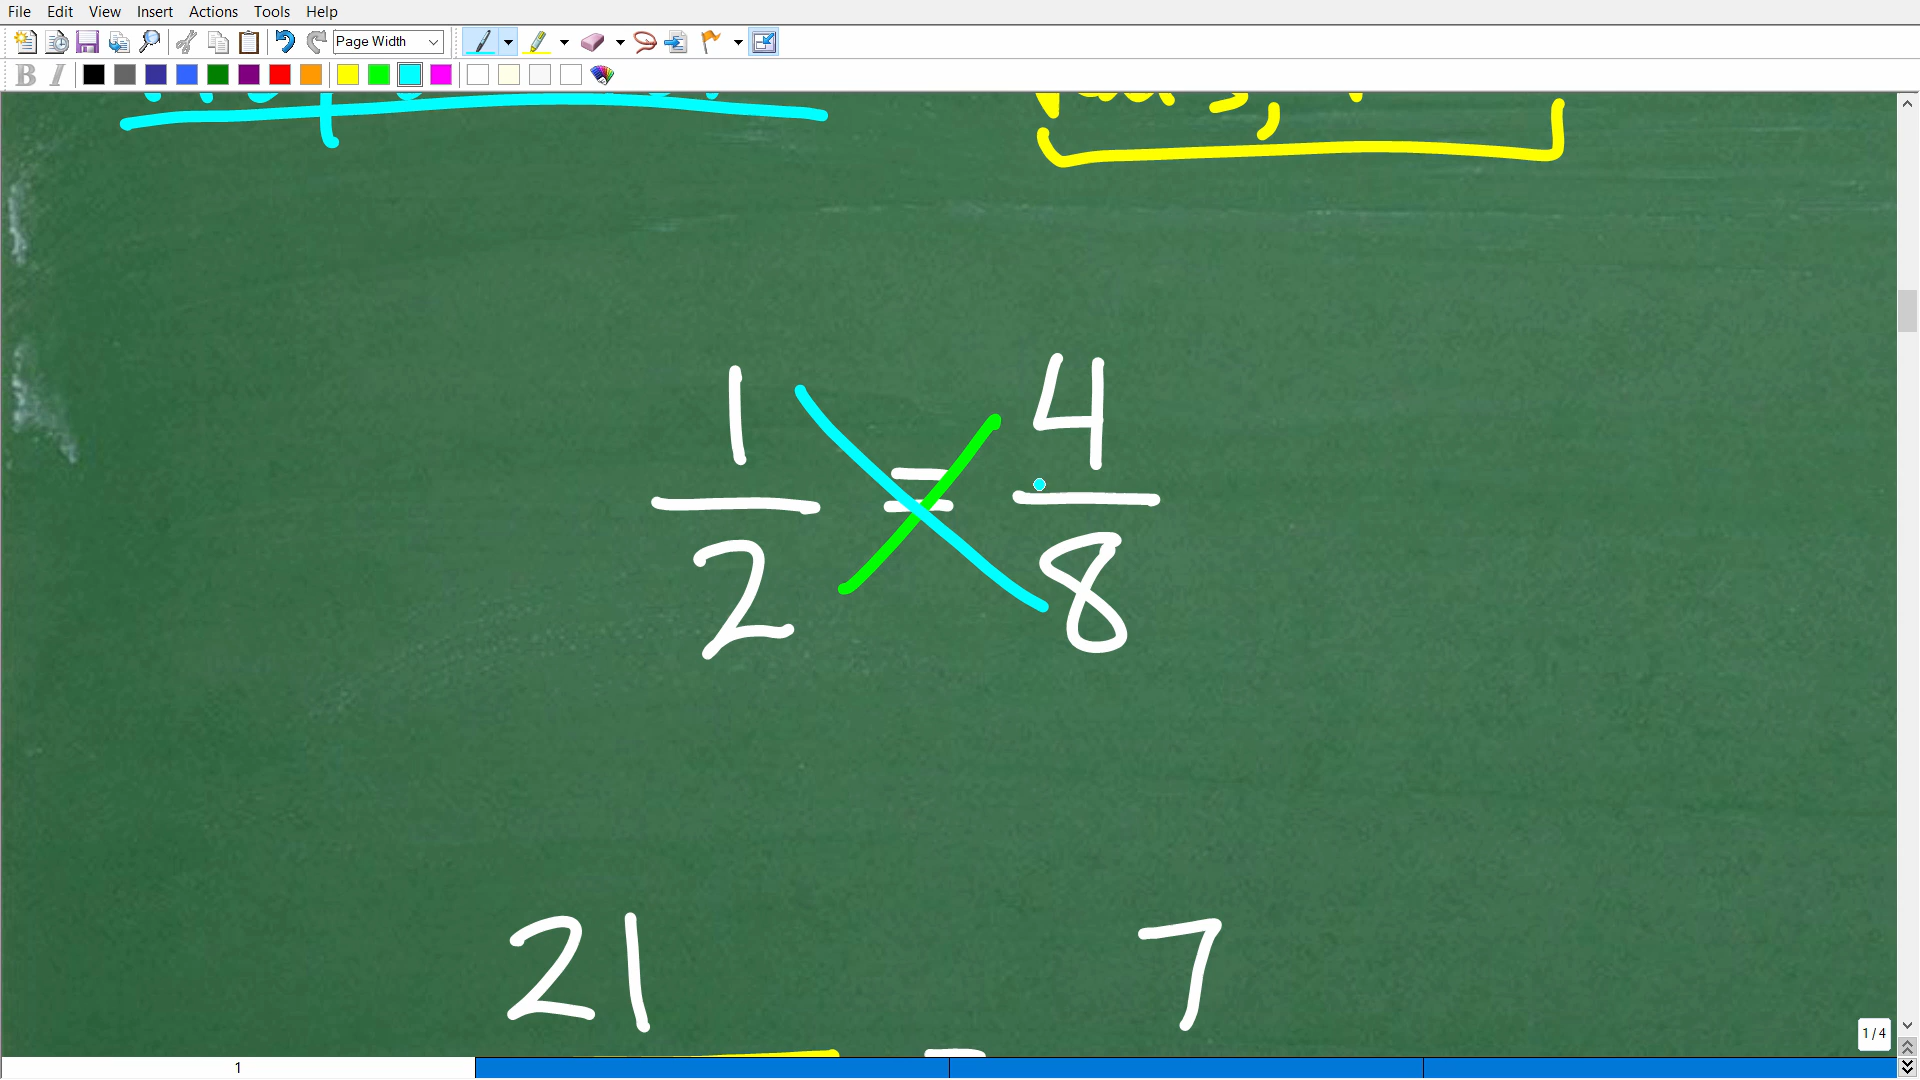 File Edit View Insert Actions Tools Help
Page Width
B I
1 = 4
2 8
21 7
1 / 4
1